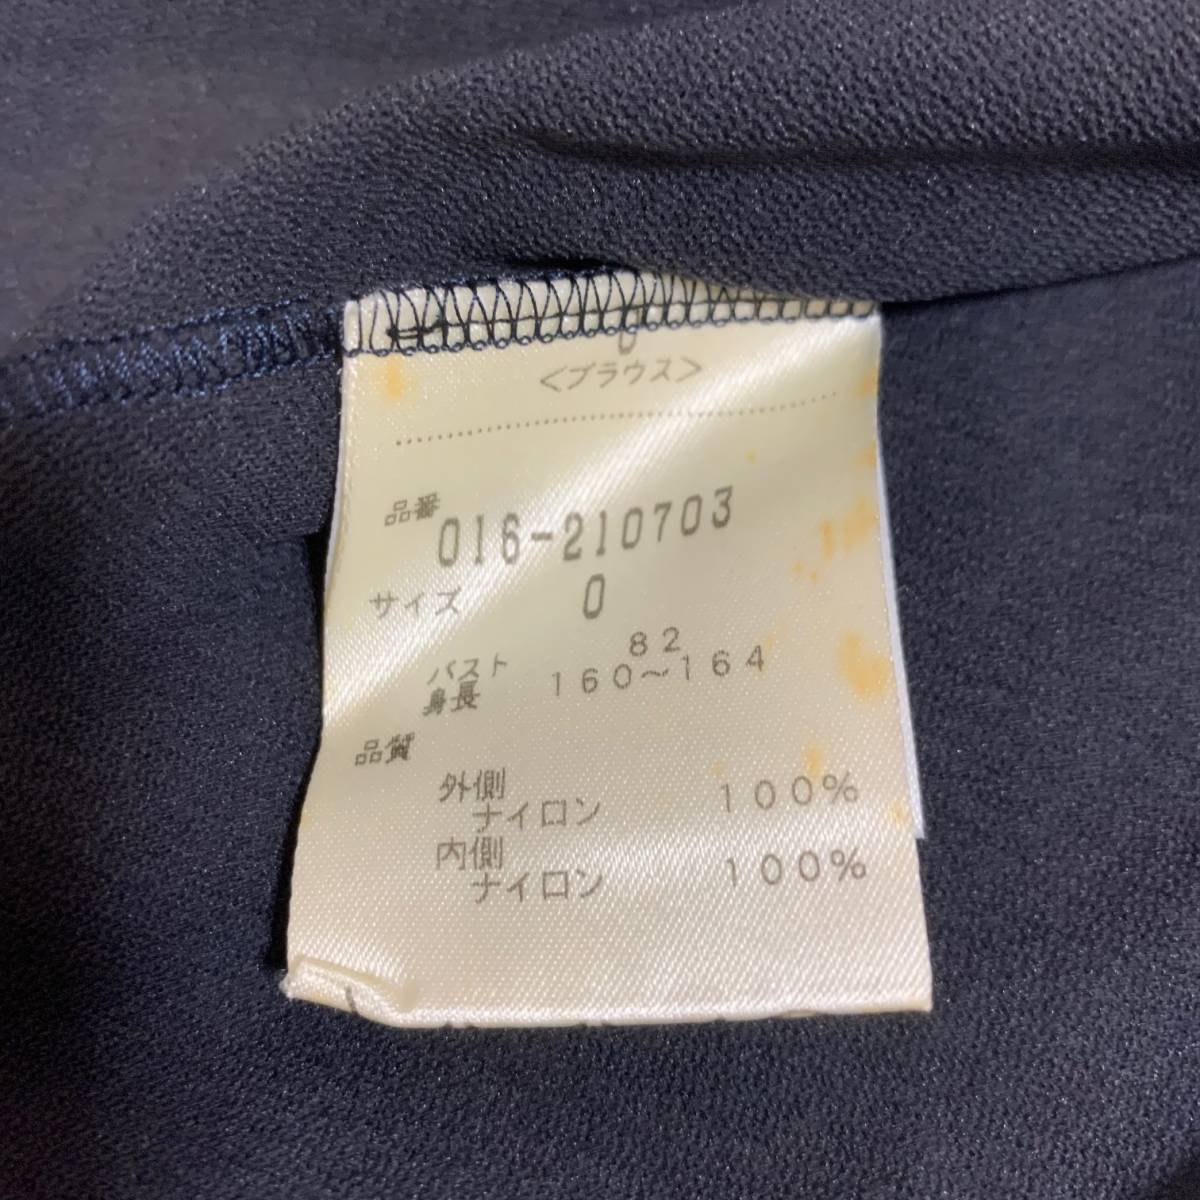 <ブラウス>
品番
016-210703
サイズ 0
バスト 82
身長 160~164
品質
外側
ナイロン 100%
内側
ナイロン 100%